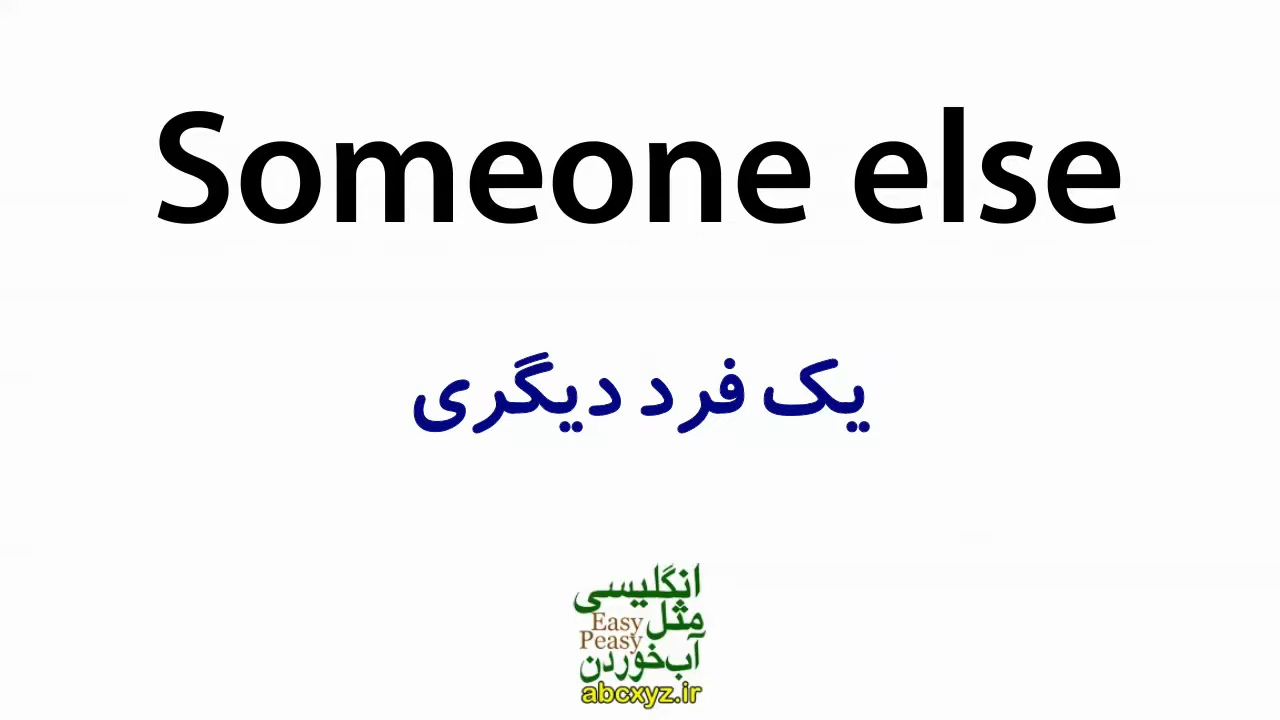 Someone else
یک فرد دیگری
انگلیسی
مثل Easy
Peasy
آب‌خوردن
abcxyz.ir